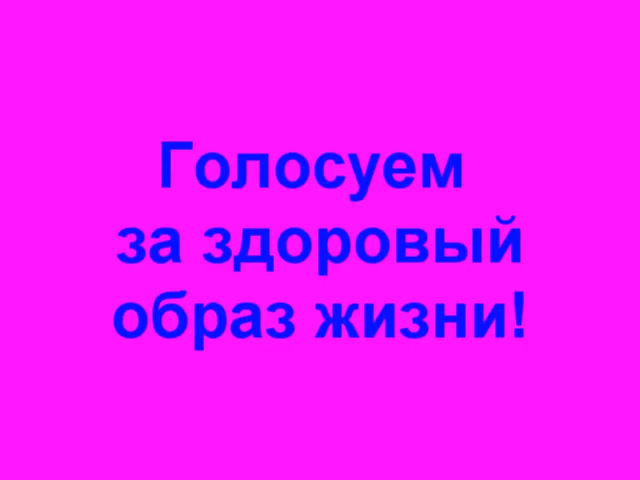 Голосуем
за здоровый
образ жизни!